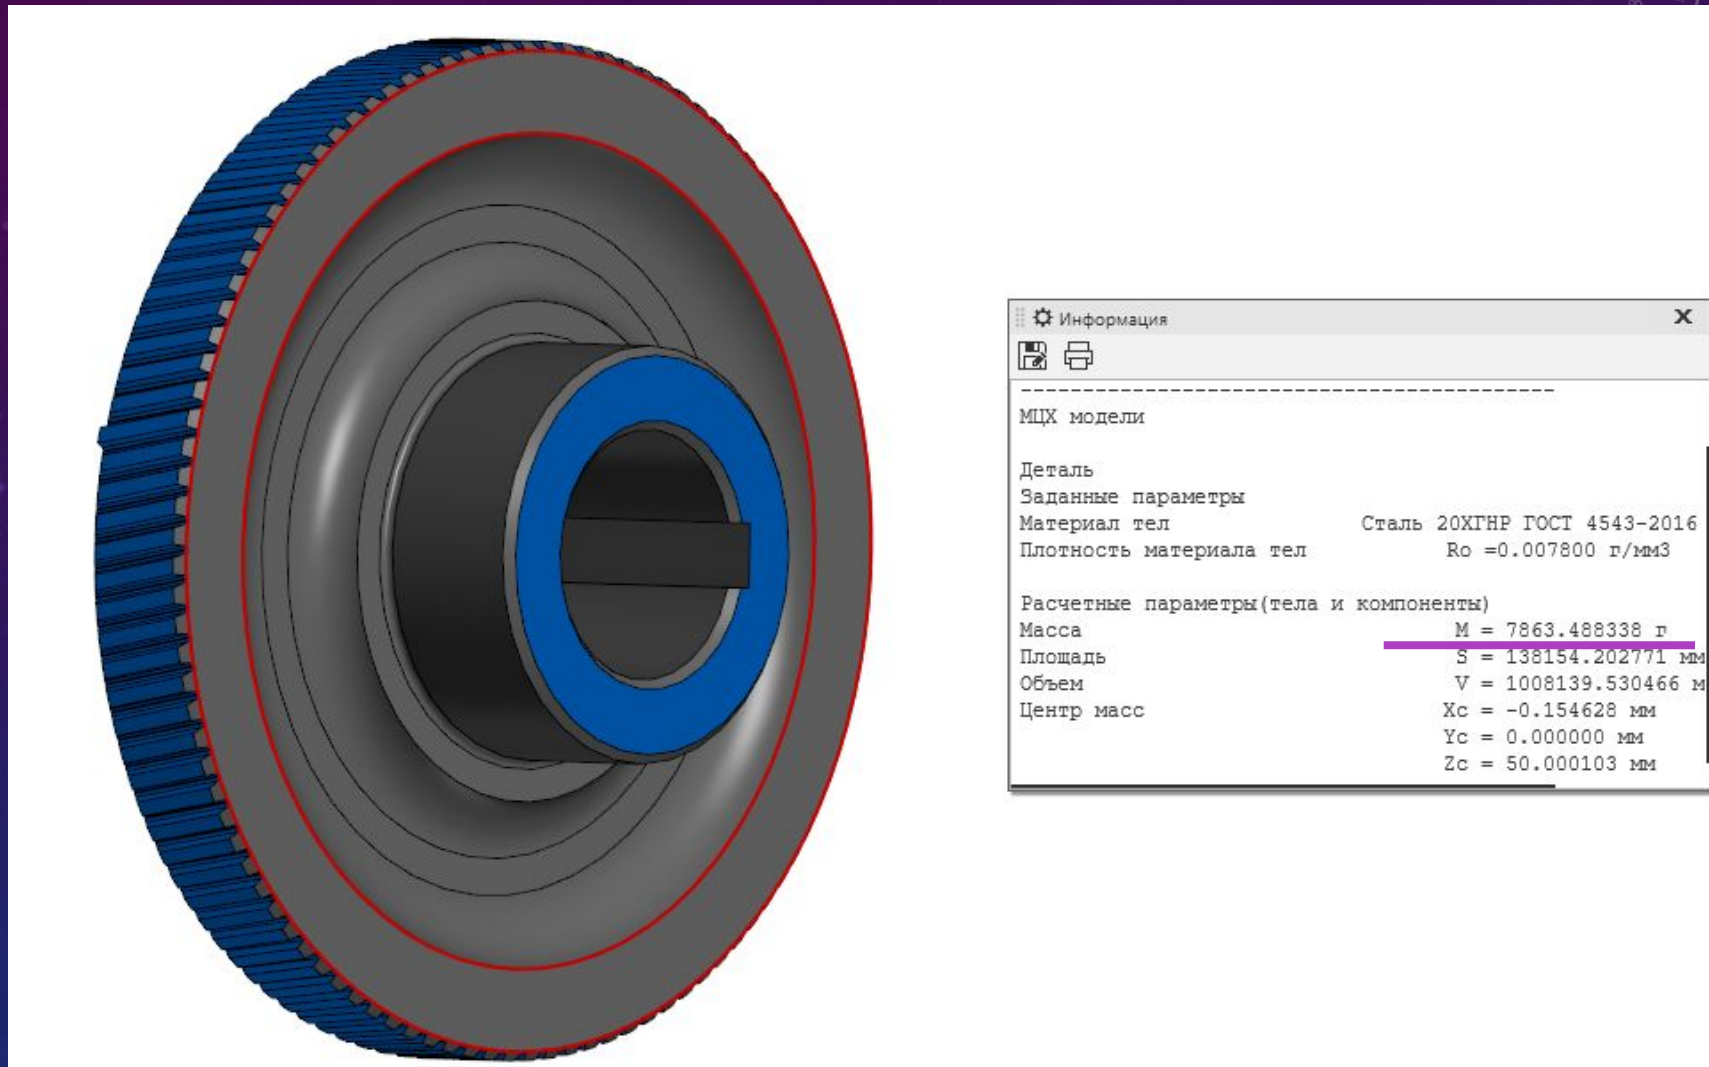 Информация
МЦХ модели
Деталь
Заданные параметры
Материал тел Сталь 20ХГНР ГОСТ 4543-2016
Плотность материала тел Ro =0.007800 г/мм3
Расчетные параметры(тела и компоненты)
Масса M = 7863.488338 г
Площадь S = 138154.202771 мм
Объем V = 1008139.530466 м
Центр масс Xc = -0.154628 мм
Yc = 0.000000 мм
Zc = 50.000103 мм